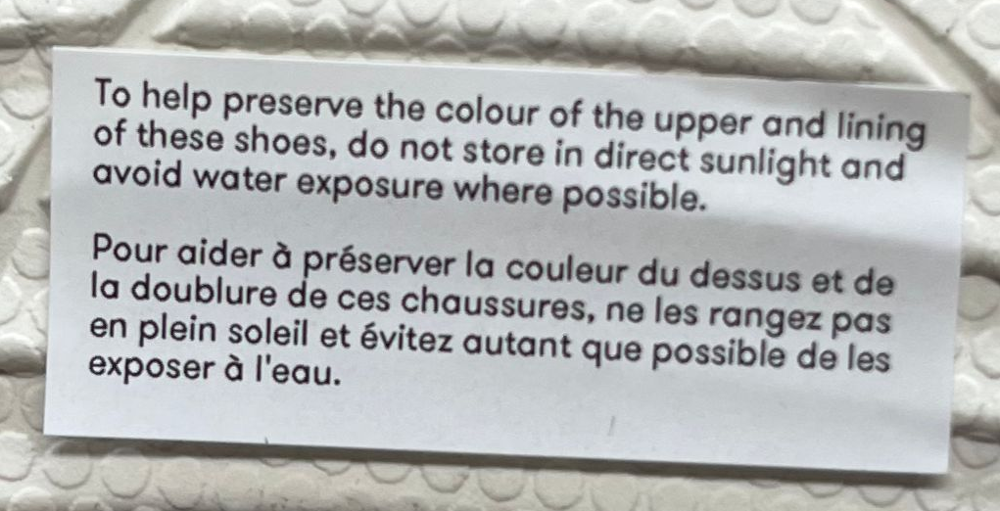 To help preserve the colour of the upper and lining
of these shoes, do not store in direct sunlight and
avoid water exposure where possible.
Pour aider à préserver la couleur du dessus et de
la doublure de ces chaussures, ne les rangez pas
en plein soleil et évitez autant que possible de les
exposer à l'eau.